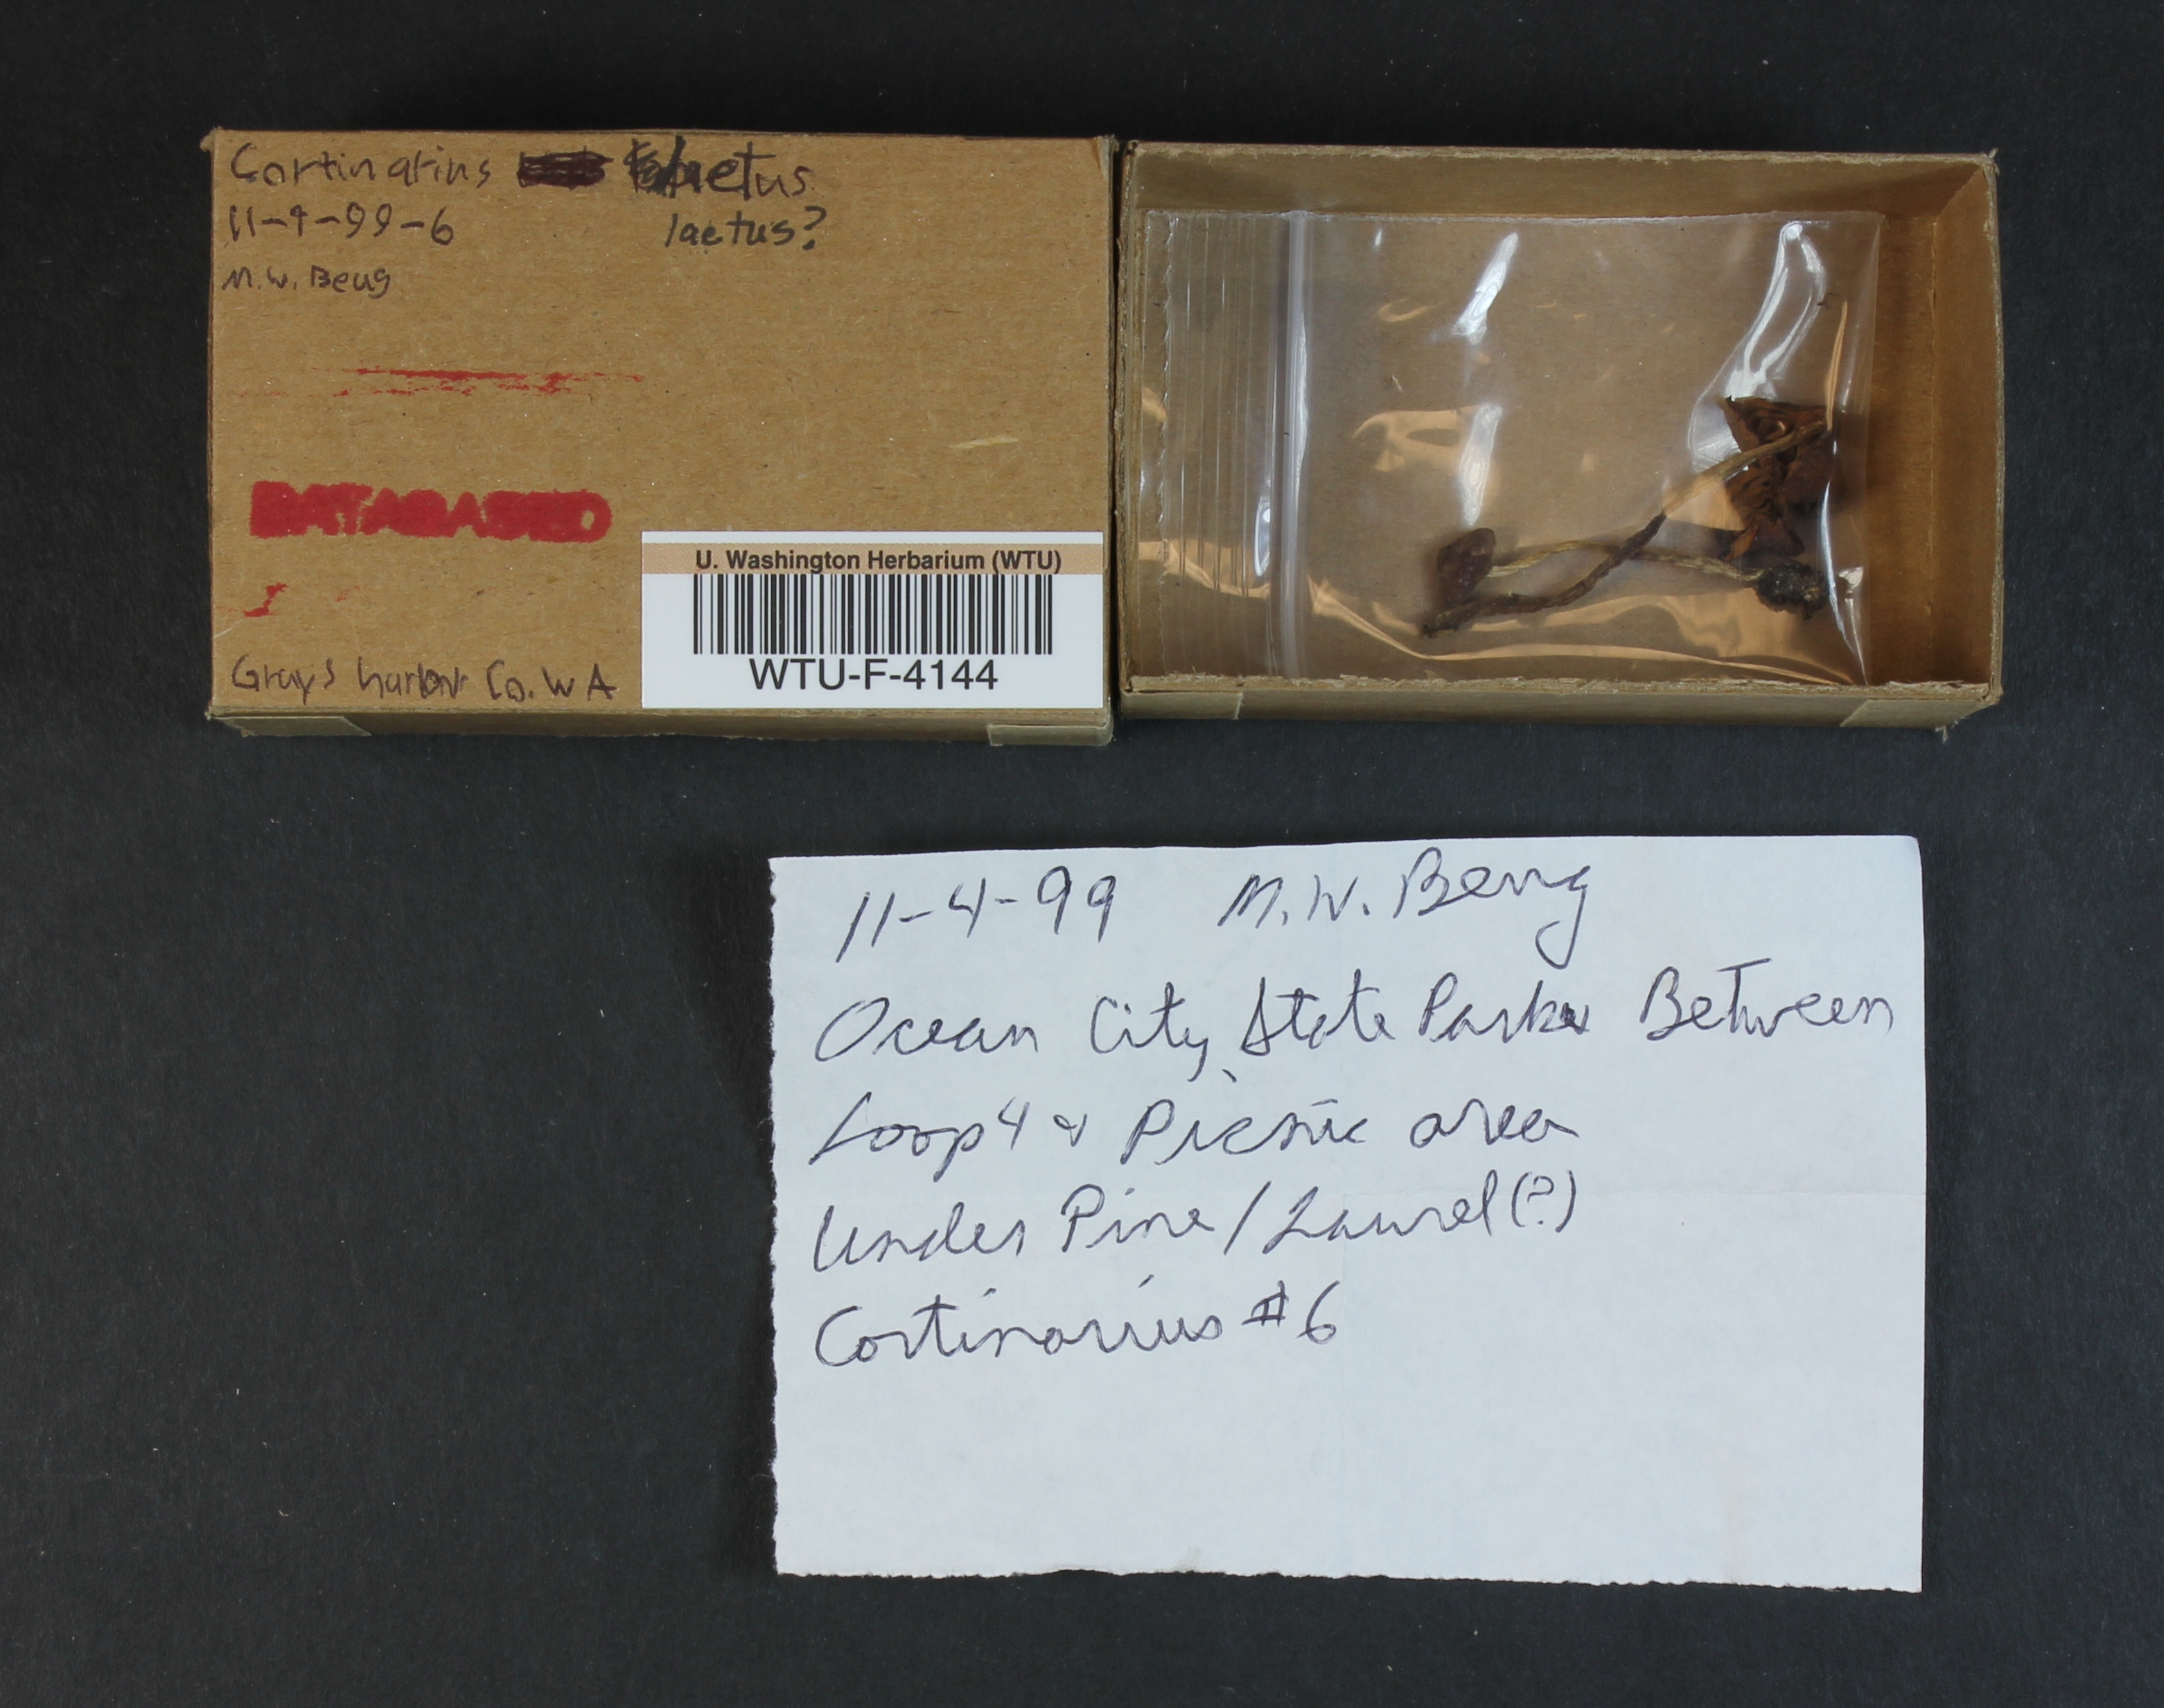 Cortinarius laetus
11-4-99-6 laetus?
M.W. Beug
DATABASED
Grays harbor Co. WA
U. Washington Herbarium (WTU)
WTU-F-4144
11-4-99 M.W. Beug
Ocean City State Park Between
Loop 4 & Picnic area
Under Pine/Laurel(?)
Cortinarius #6